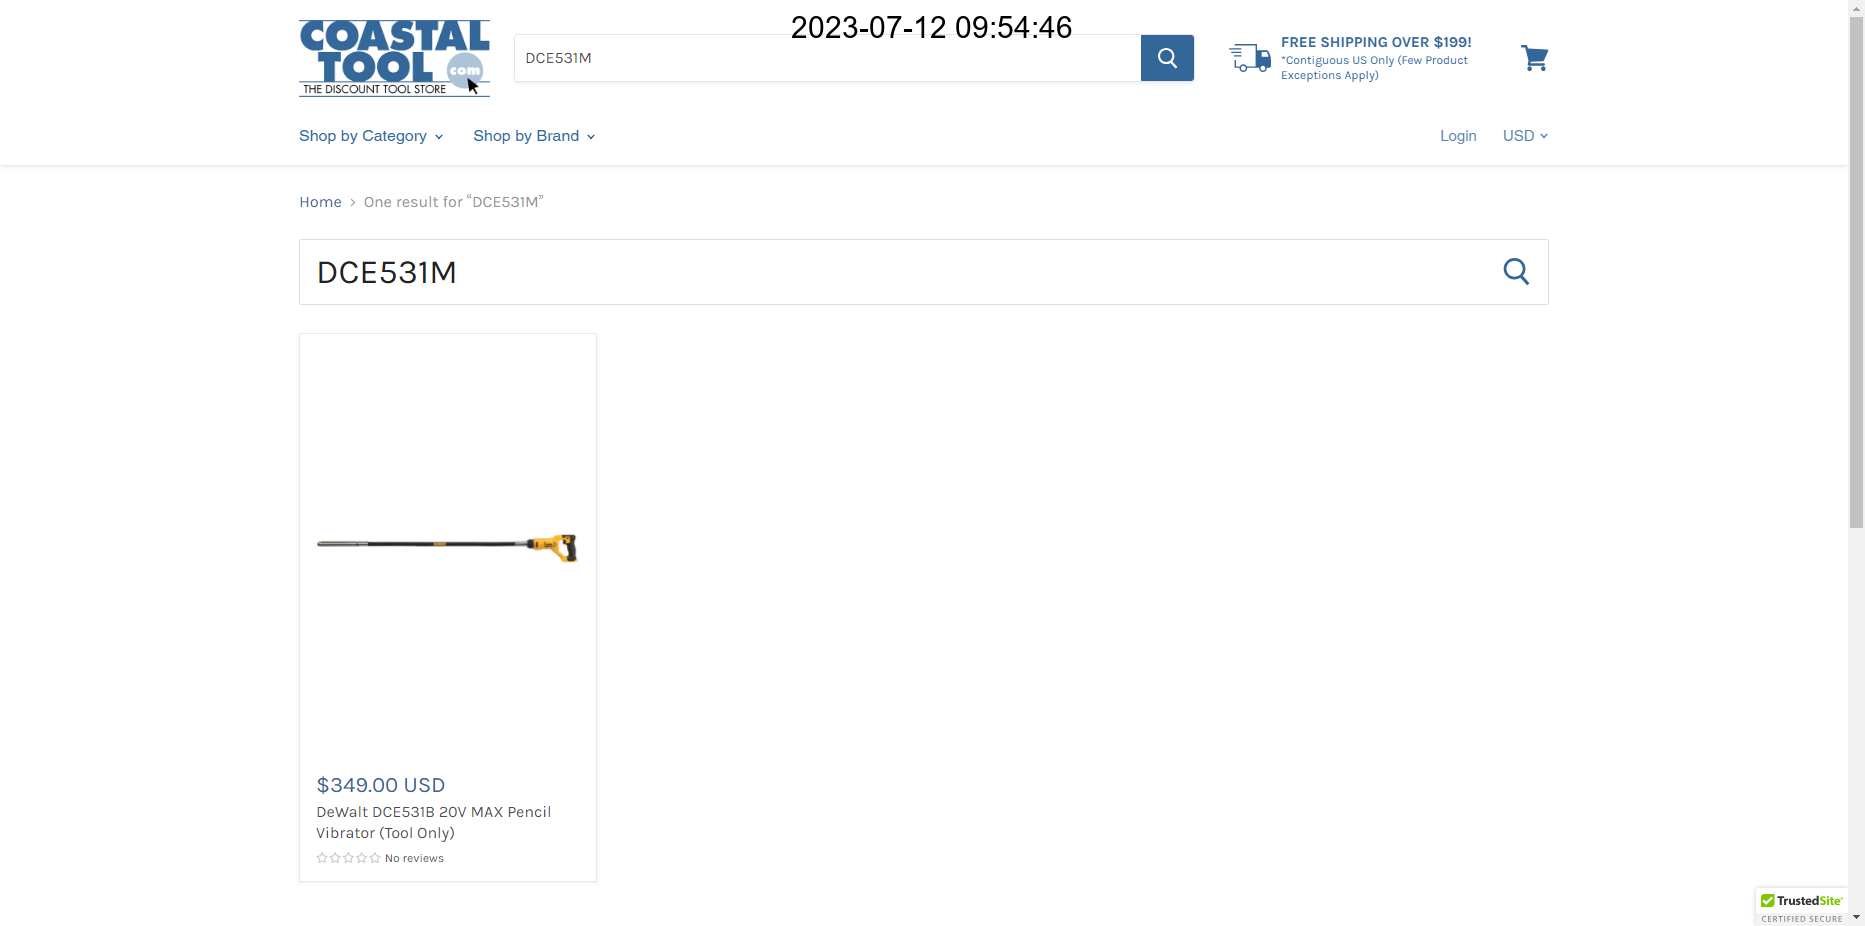 2023-07-12 09:54:46
COASTAL
TOOL com
THE DISCOUNT TOOL STORE
DCE531M
FREE SHIPPING OVER $199!
*Contiguous US Only (Few Product
Exceptions Apply)
Shop by Category
Shop by Brand
Login
USD
Home > One result for “DCE531M”
DCE531M
$349.00 USD
DeWalt DCE531B 20V MAX Pencil
Vibrator (Tool Only)
No reviews
TrustedSite
CERTIFIED SECURE